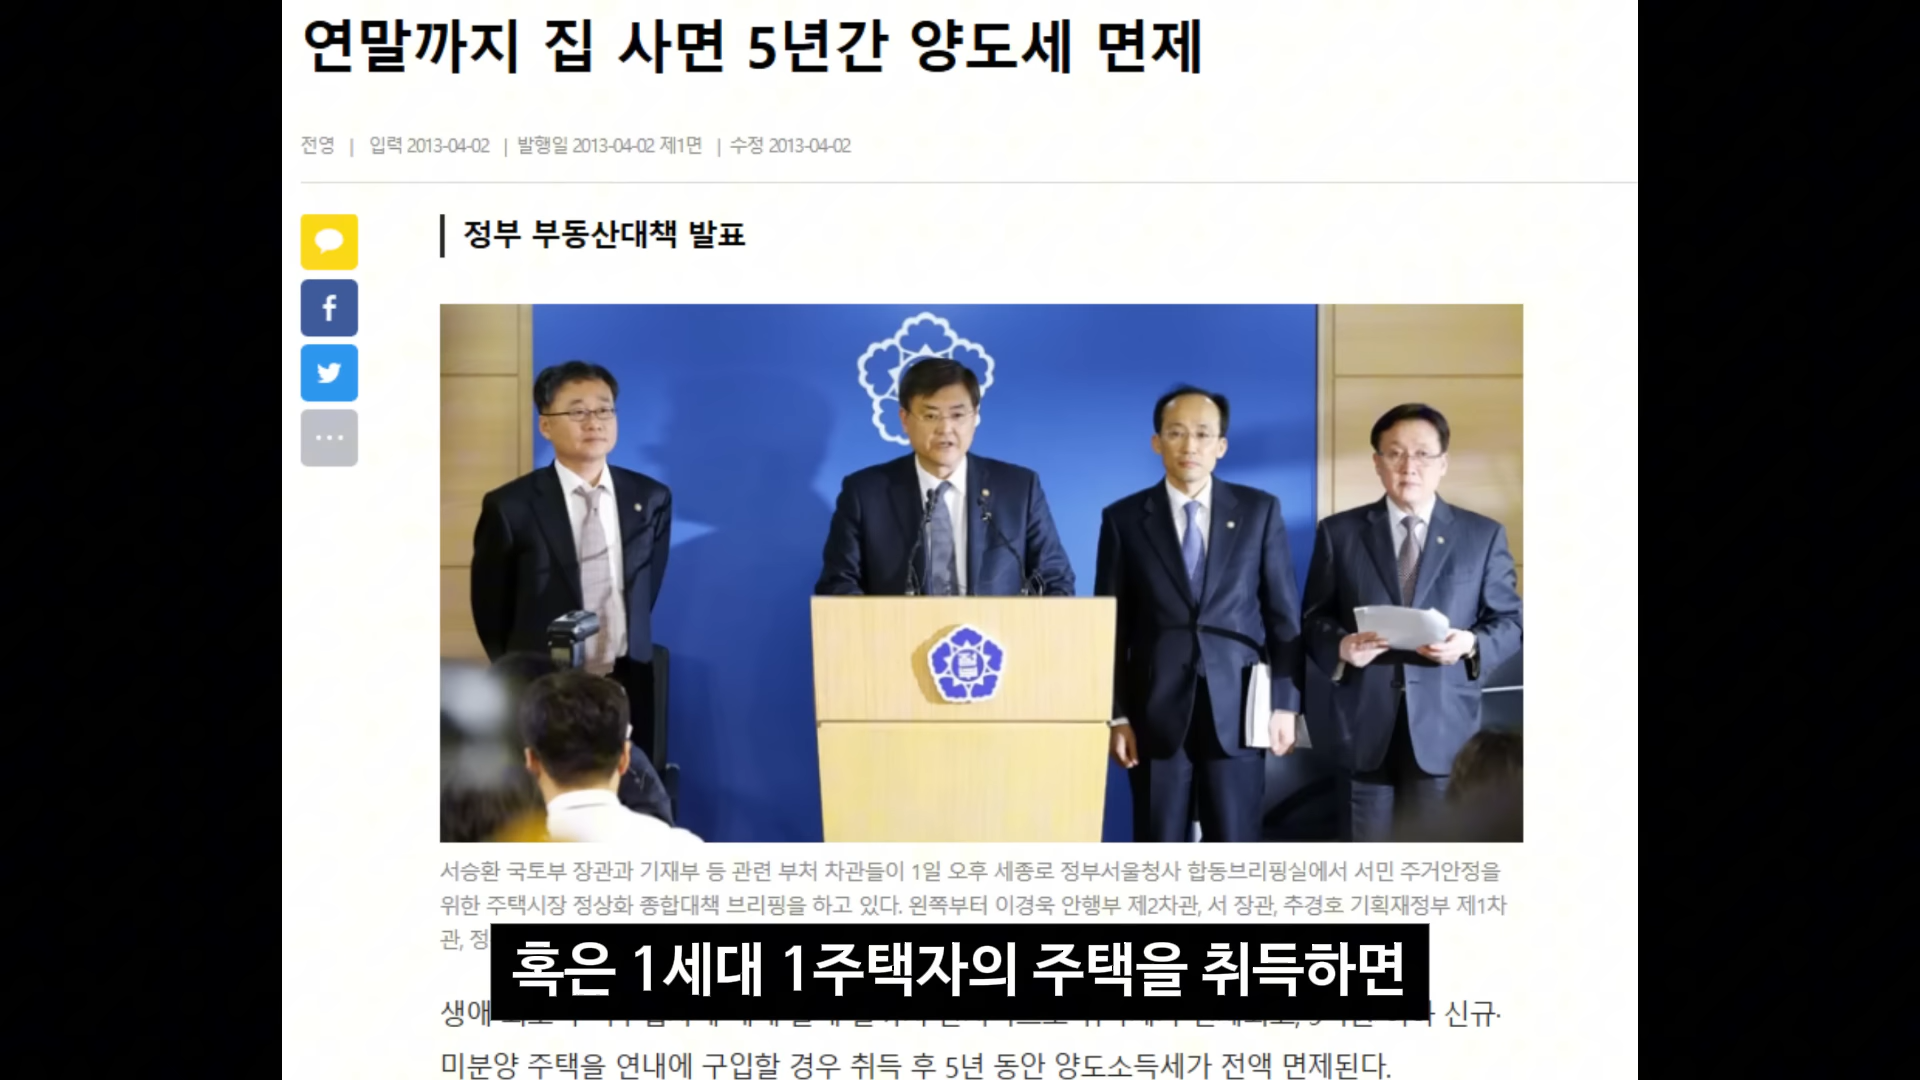 연말까지 집 사면 5년간 양도세 면제
전영 | 입력 2013-04-02 | 발행일 2013-04-02 제1면 | 수정 2013-04-02
정부 부동산대책 발표
서승환 국토부 장관과 기재부 등 관련 부처 차관들이 1일 오후 세종로 정부서울청사 합동브리핑실에서 서민 주거안정을
위한 주택시장 정상화 종합대책 브리핑을 하고 있다. 왼쪽부터 이경욱 안행부 제2차관, 서 장관, 추경호 기획재정부 제1차
관, 정
혹은 1세대 1주택자의 주택을 취득하면
생애 신규·
미분양 주택을 연내에 구입할 경우 취득 후 5년 동안 양도소득세가 전액 면제된다.